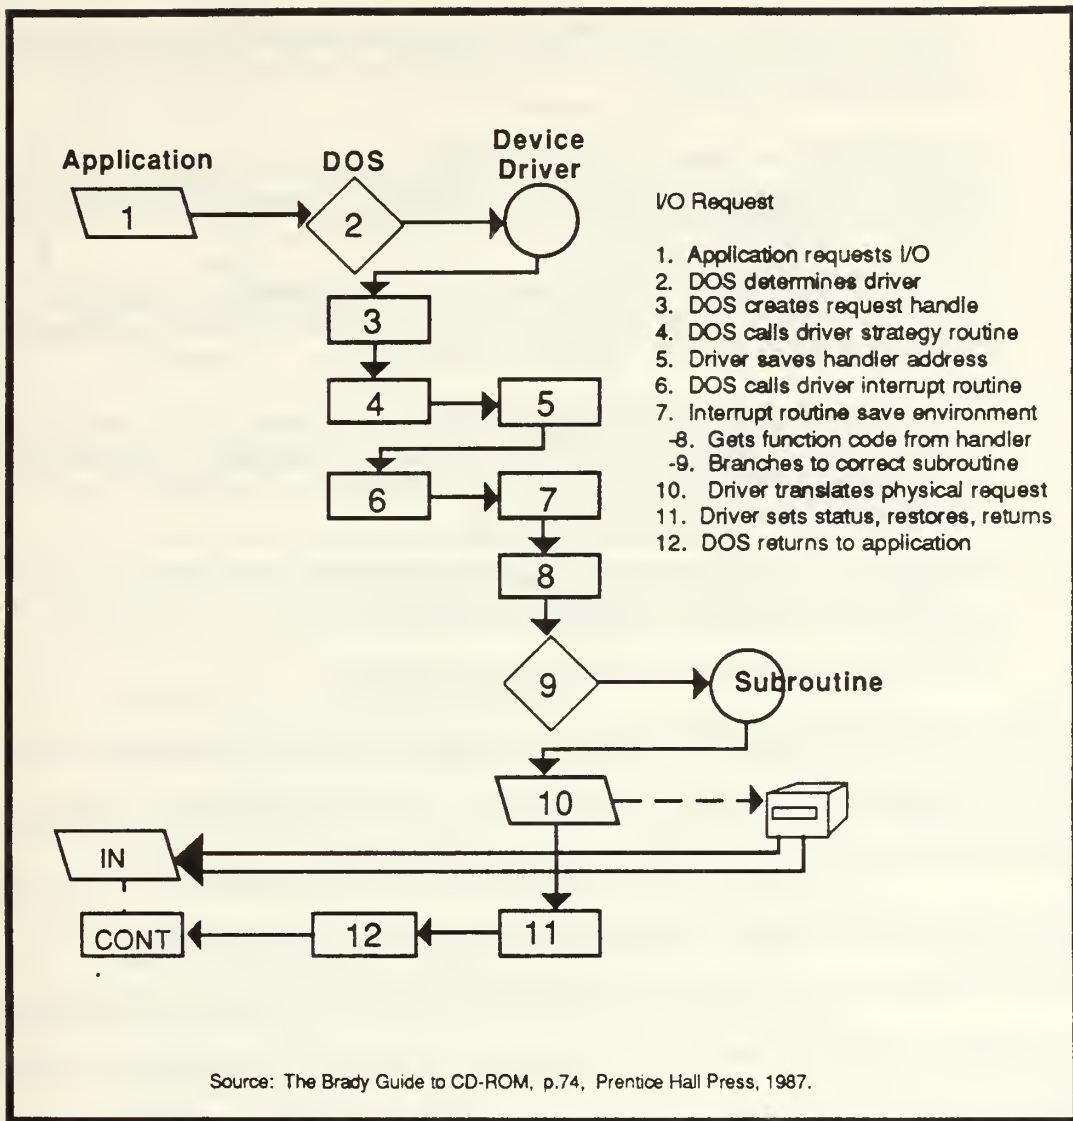 Application
DOS
Device
Driver
1
2
I/O Request
1. Application requests I/O
2. DOS determines driver
3. DOS creates request handle
4. DOS calls driver strategy routine
5. Driver saves handler address
6. DOS calls driver interrupt routine
7. Interrupt routine save environment
-8. Gets function code from handler
-9. Branches to correct subroutine
10. Driver translates physical request
11. Driver sets status, restores, returns
12. DOS returns to application
3
4
5
6
7
8
9
Subroutine
10
IN
CONT
12
11
Source: The Brady Guide to CD-ROM, p.74, Prentice Hall Press, 1987.